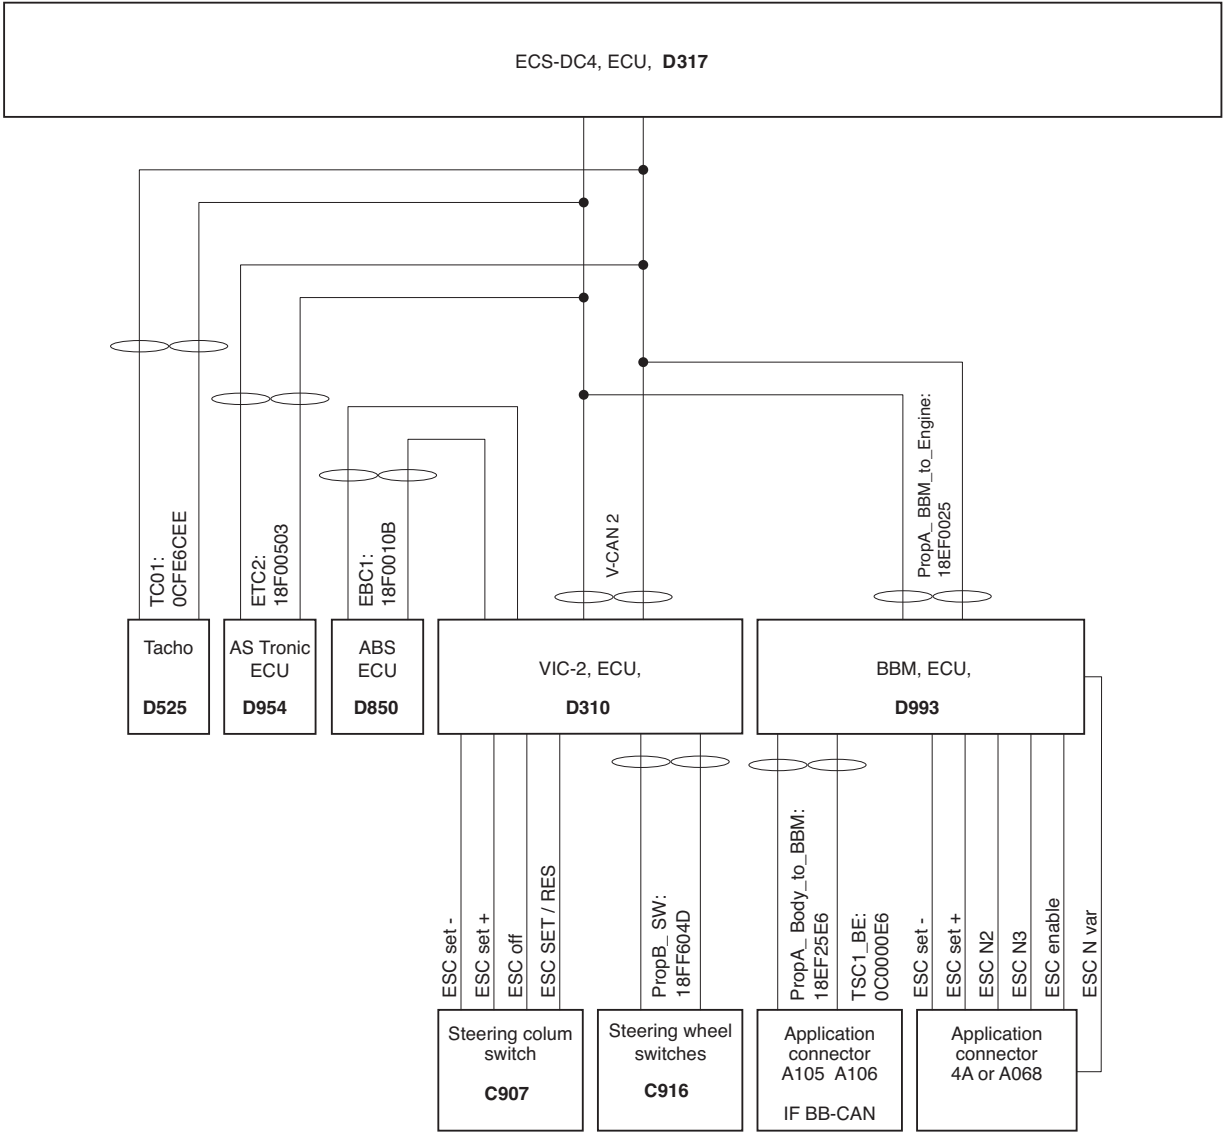 ECS-DC4, ECU, D317
TC01:
0CFE6CEE
ETC2:
18F00503
EBC1:
18F0010B
V-CAN 2
PropA_ BBM_to_Engine:
18EF0025
Tacho
D525
AS Tronic
ECU
D954
ABS
ECU
D850
VIC-2, ECU,
D310
BBM, ECU,
D993
ESC set -
ESC set +
ESC off
ESC SET / RES
PropB_ SW:
18FF604D
PropA_ Body_to_BBM:
18EF25E6
TSC1_BE:
0C0000E6
ESC set -
ESC set +
ESC N2
ESC N3
ESC enable
ESC N var
Steering colum
switch
C907
Steering wheel
switches
C916
Application
connector
A105 A106
IF BB-CAN
Application
connector
4A or A068